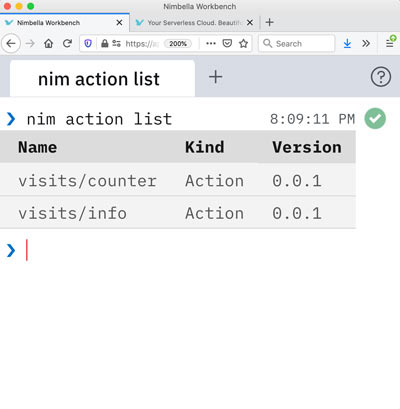 Nimbella Workbench
Nimbella Workbench
Your Serverless Cloud. Beautif
https://a
200%
Search
nim action list
nim action list 8:09:11 PM
Name Kind Version
visits/counter Action 0.0.1
visits/info Action 0.0.1